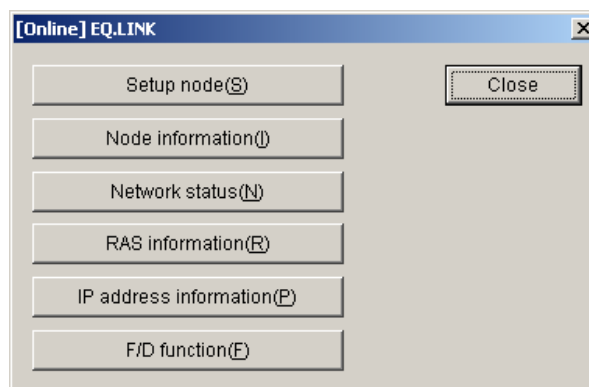 [Online] EQ.LINK
Setup node(S)
Close
Node information(I)
Network status(N)
RAS information(R)
IP address information(P)
F/D function(F)